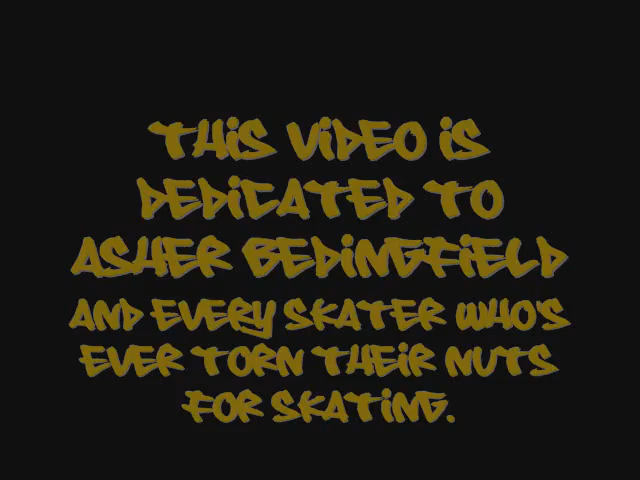 THiS ViDEO iS
DEDiCATED TO
ASHER BEDiNGFiELD
AND EVERY SKATER WHO'S
EVER TORN THEiR NUTS
FOR SKATiNG.